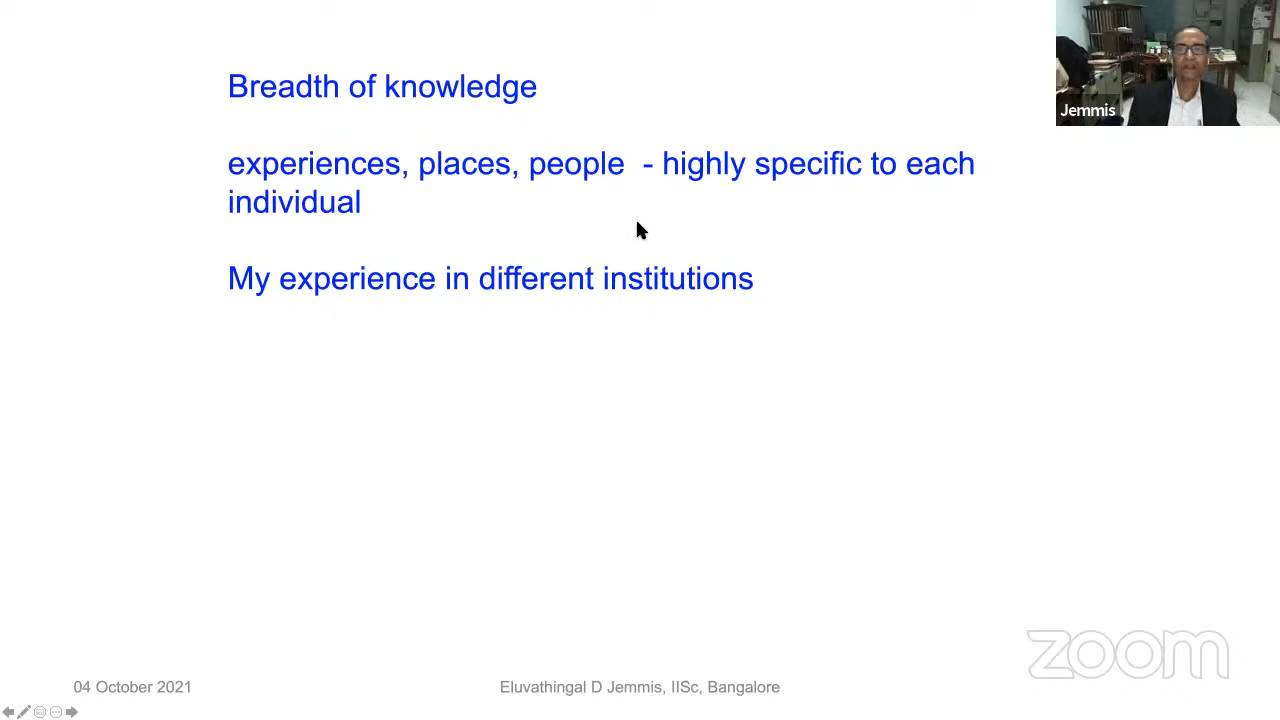 Breadth of knowledge
experiences, places, people - highly specific to each
individual
My experience in different institutions
Jemmis
zoom
04 October 2021
Eluvathingal D Jemmis, IISc, Bangalore